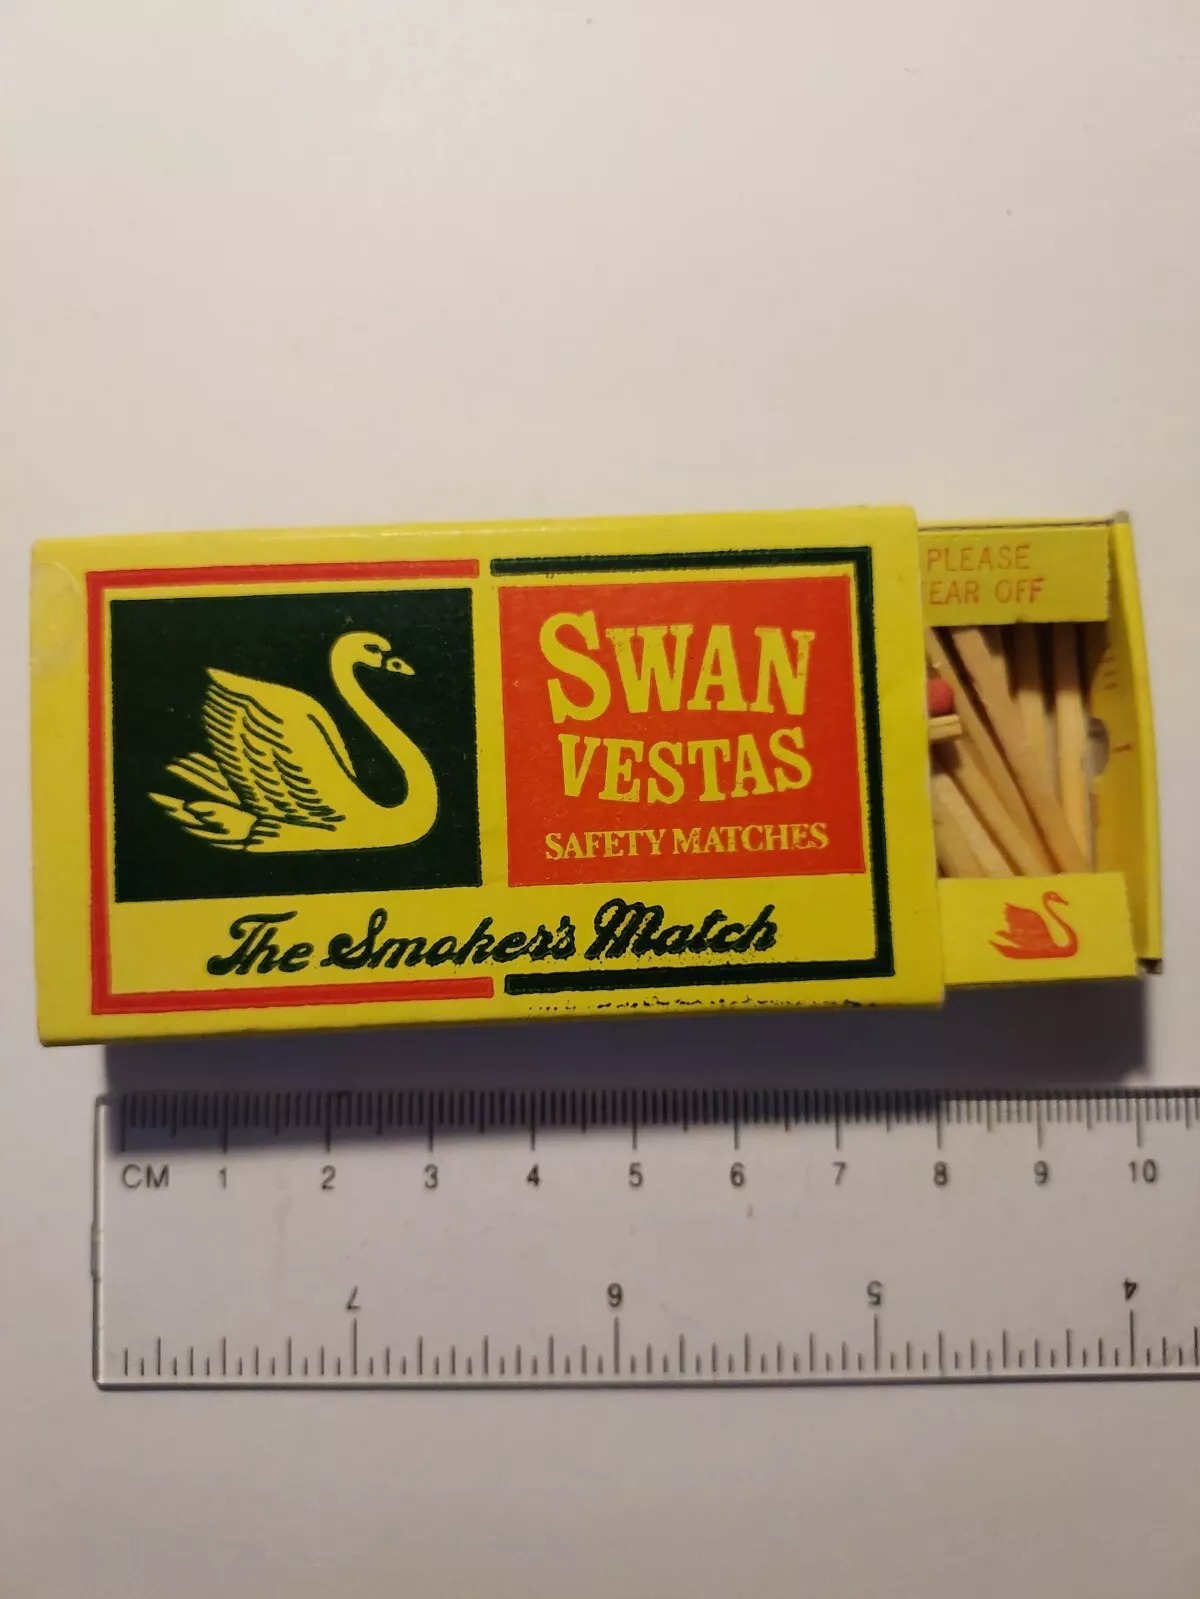 SWAN
VESTAS
SAFETY MATCHES
The Smoker's Match
PLEASE
EAR OFF
CM 1 2 3 4 5 6 7 8 9 10
7 6 5 4